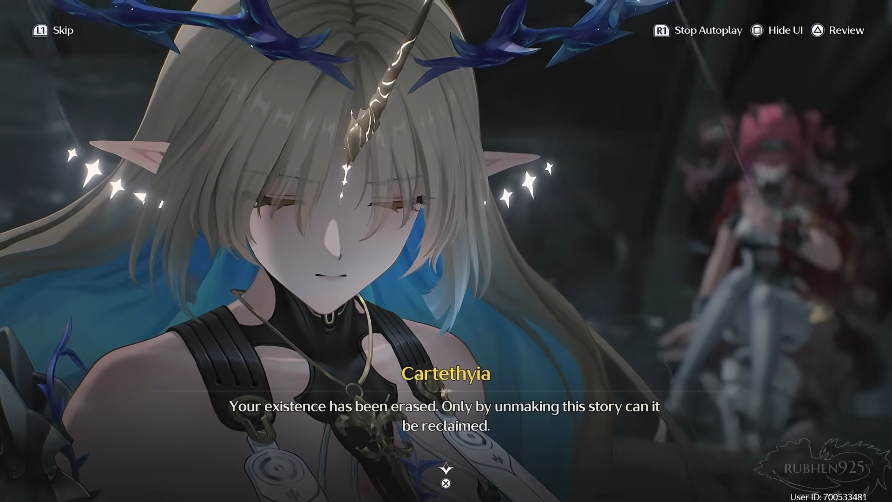 L1 Skip
R1 Stop Autoplay Hide UI Review
Cartethyia
Your existence has been erased. Only by unmaking this story can it
be reclaimed.
RUBHEN925
User ID: 700533481